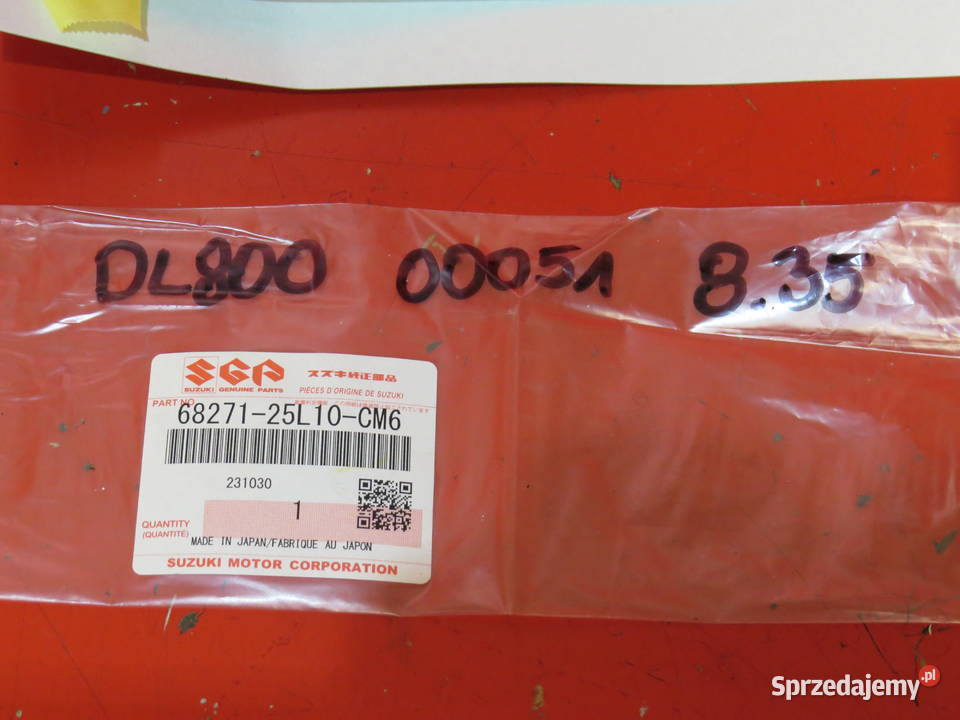 DL800 00051 8.35
SGP スズキ純正部品
SUZUKI GENUINE PARTS PIÈCES D'ORIGINE DE SUZUKI
PART NO.
68271-25L10-CM6
231030
1
QUANTITY
(QUANTITÉ)
MADE IN JAPAN/FABRIQUE AU JAPON
SUZUKI MOTOR CORPORATION
Sprzedajemy.pl